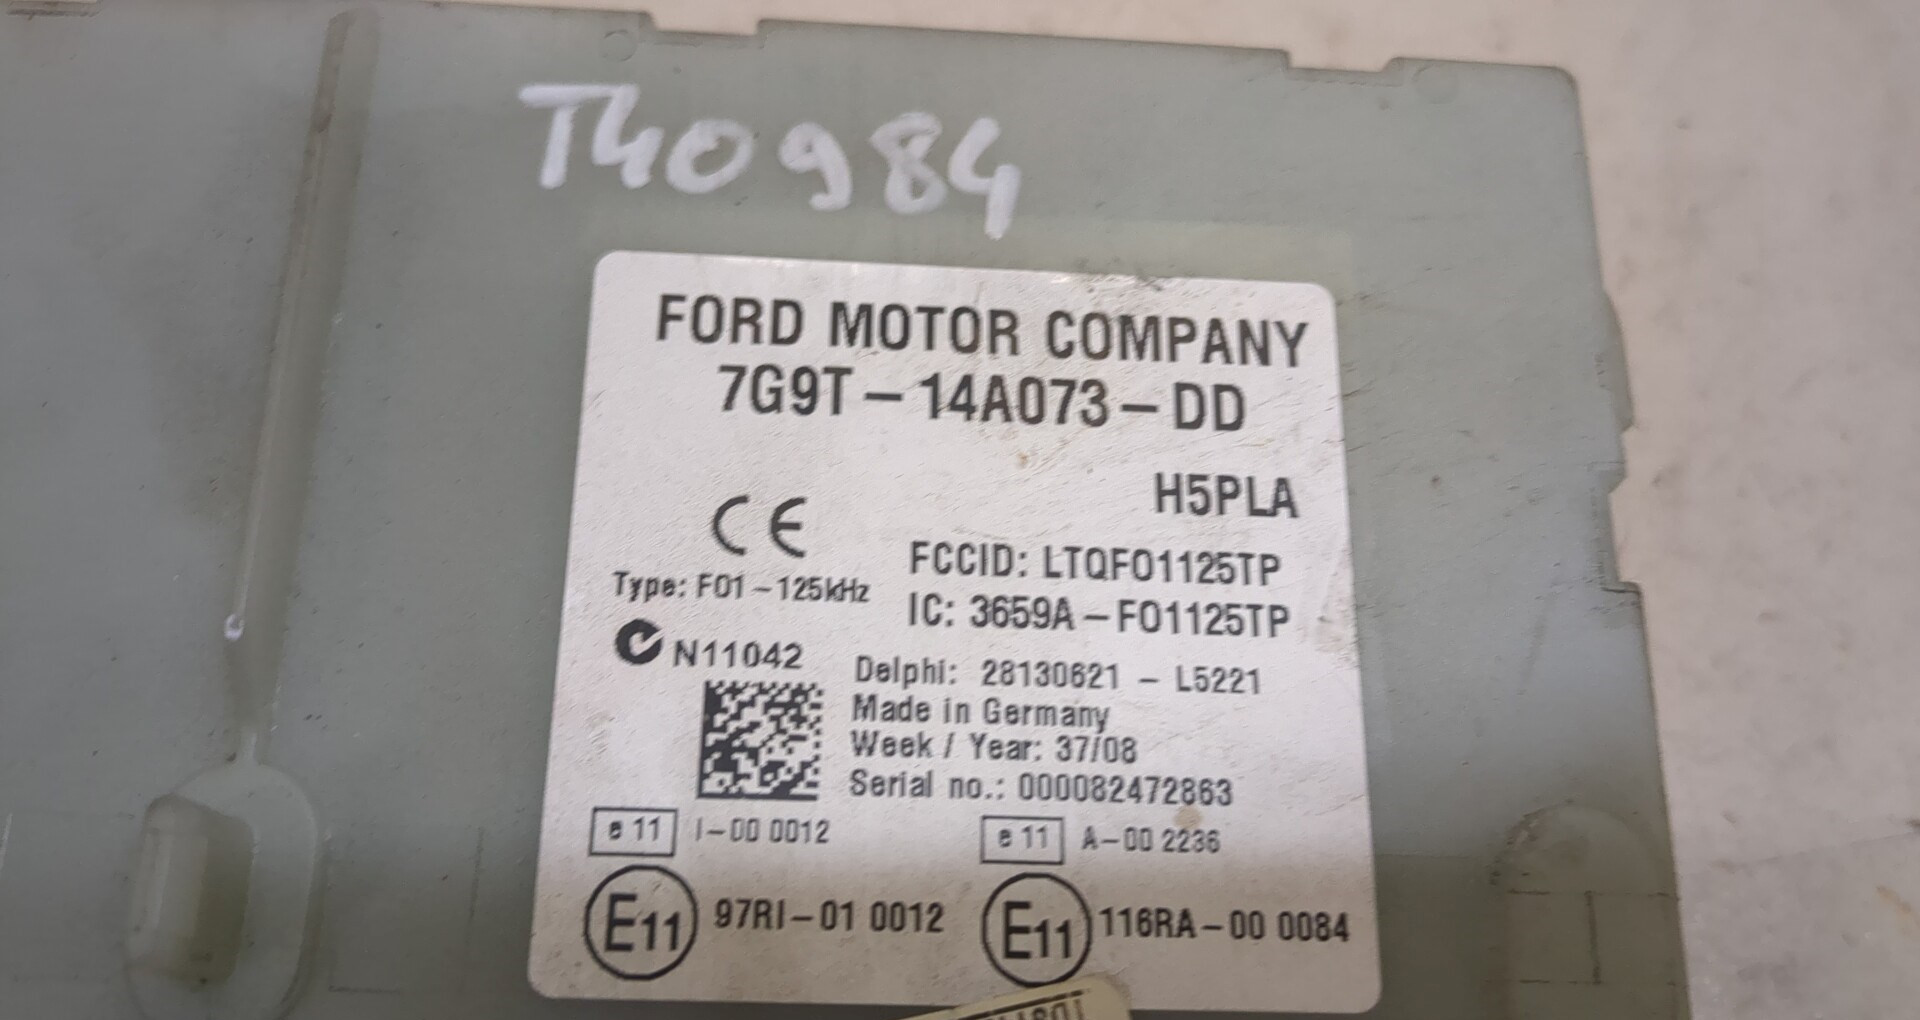 T40984
FORD MOTOR COMPANY
7G9T-14A073-DD
H5PLA
CE
FCCID: LTQFO1125TP
Type: FO1-125kHz
IC: 3659A-FO1125TP
N11042
Delphi: 28130621 - L5221
Made in Germany
Week / Year: 37/08
Serial no.: 000082472863
e 11 I-00 0012 e 11 A-00 2236
E11 97RI-01 0012 E11 116RA-00 0084